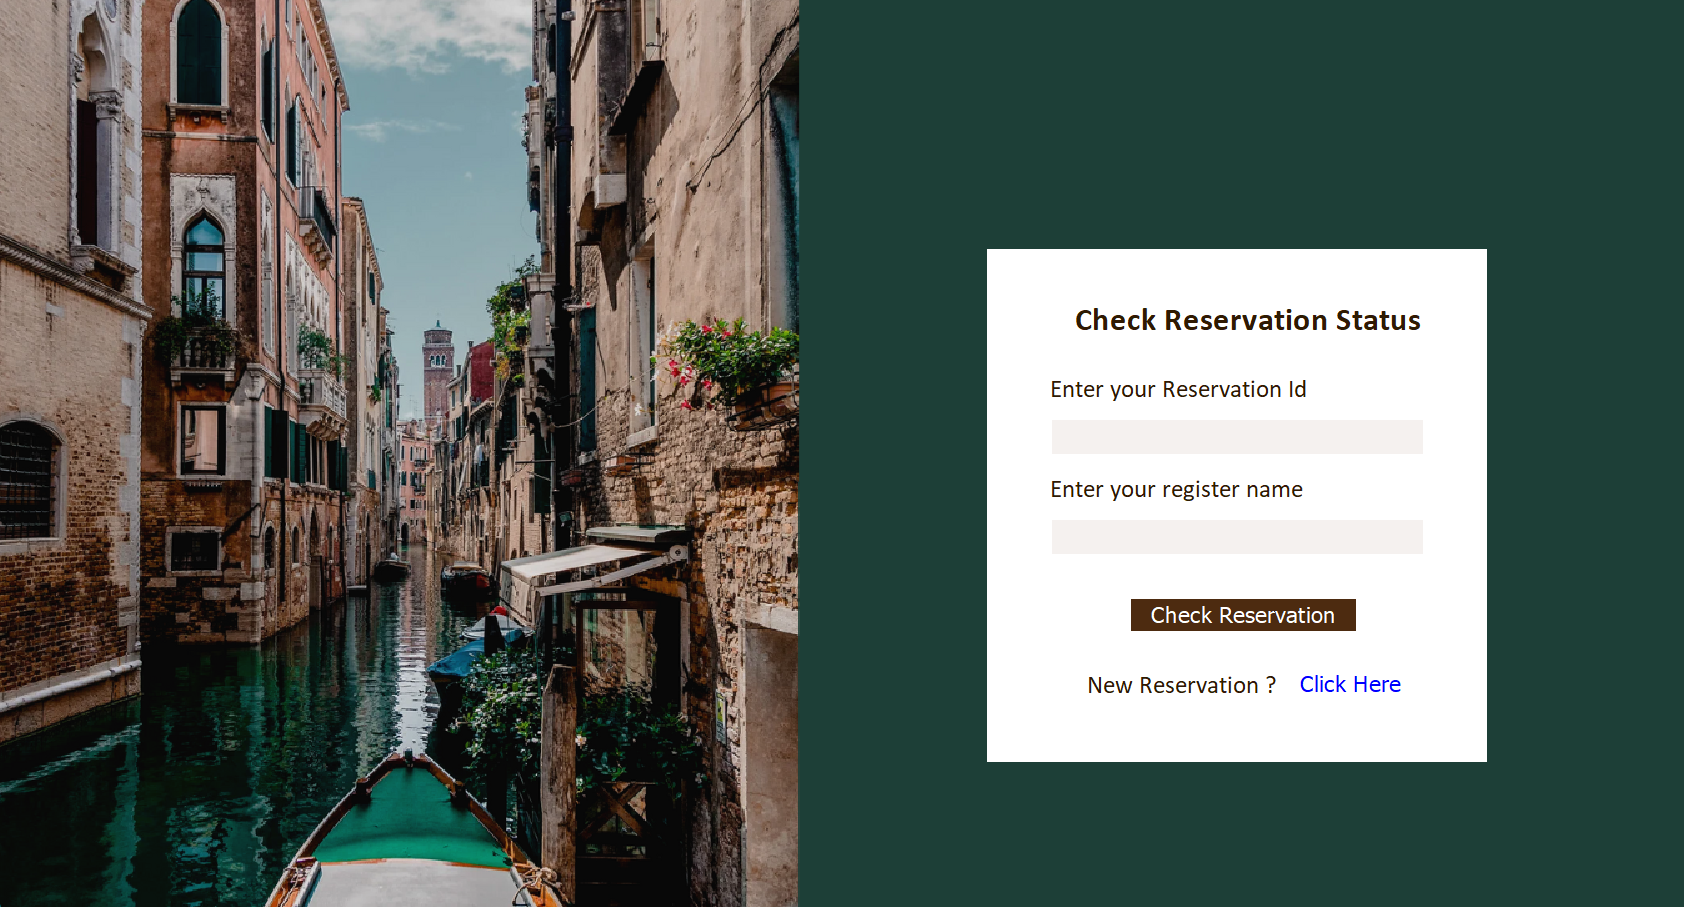 Check Reservation Status
Enter your Reservation Id
Enter your register name
Check Reservation
New Reservation ? Click Here